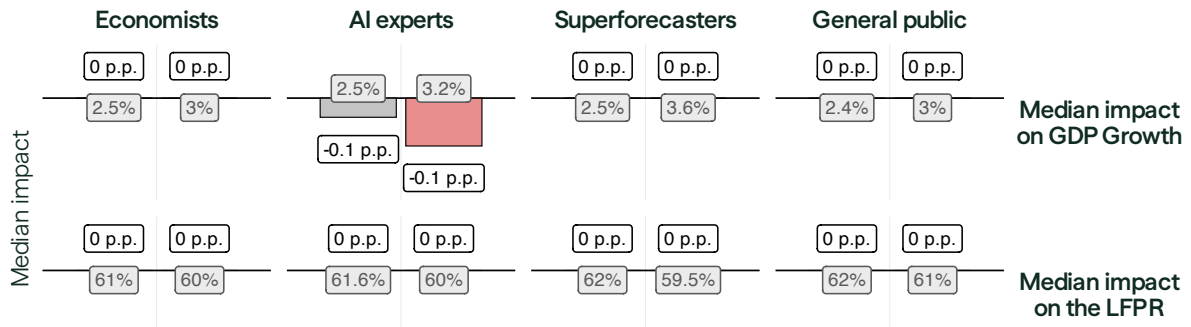 Economists
AI experts
Superforecasters
General public
0 p.p. 0 p.p.
2.5% 3%
2.5% 3.2%
-0.1 p.p.
-0.1 p.p.
0 p.p. 0 p.p.
2.5% 3.6%
0 p.p. 0 p.p.
2.4% 3%
Median impact
on GDP Growth
Median impact
0 p.p. 0 p.p.
61% 60%
0 p.p. 0 p.p.
61.6% 60%
0 p.p. 0 p.p.
62% 59.5%
0 p.p. 0 p.p.
62% 61%
Median impact
on the LFPR